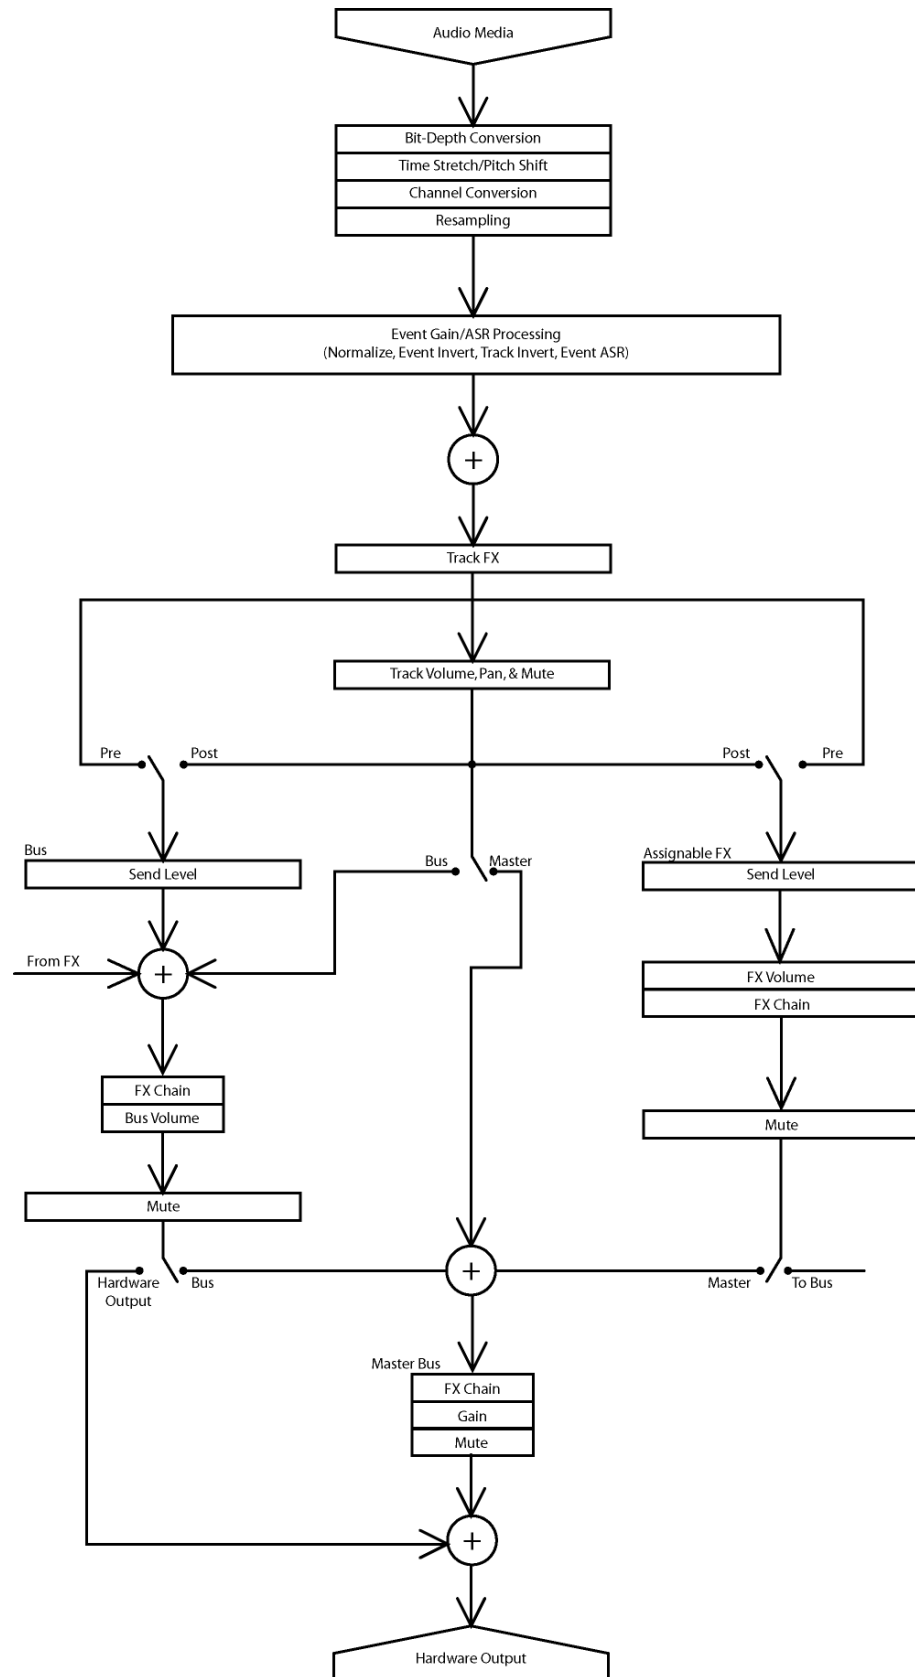 Audio Media
Bit-Depth Conversion
Time Stretch/Pitch Shift
Channel Conversion
Resampling
Event Gain/ASR Processing
(Normalize, Event Invert, Track Invert, Event ASR)
+
Track FX
Track Volume, Pan, & Mute
Pre
Post
Post
Pre
Bus
Send Level
Bus
Master
Assignable FX
Send Level
From FX
+
FX Volume
FX Chain
FX Chain
Bus Volume
Mute
Mute
Hardware
Output
Bus
+
Master
To Bus
Master Bus
FX Chain
Gain
Mute
+
Hardware Output